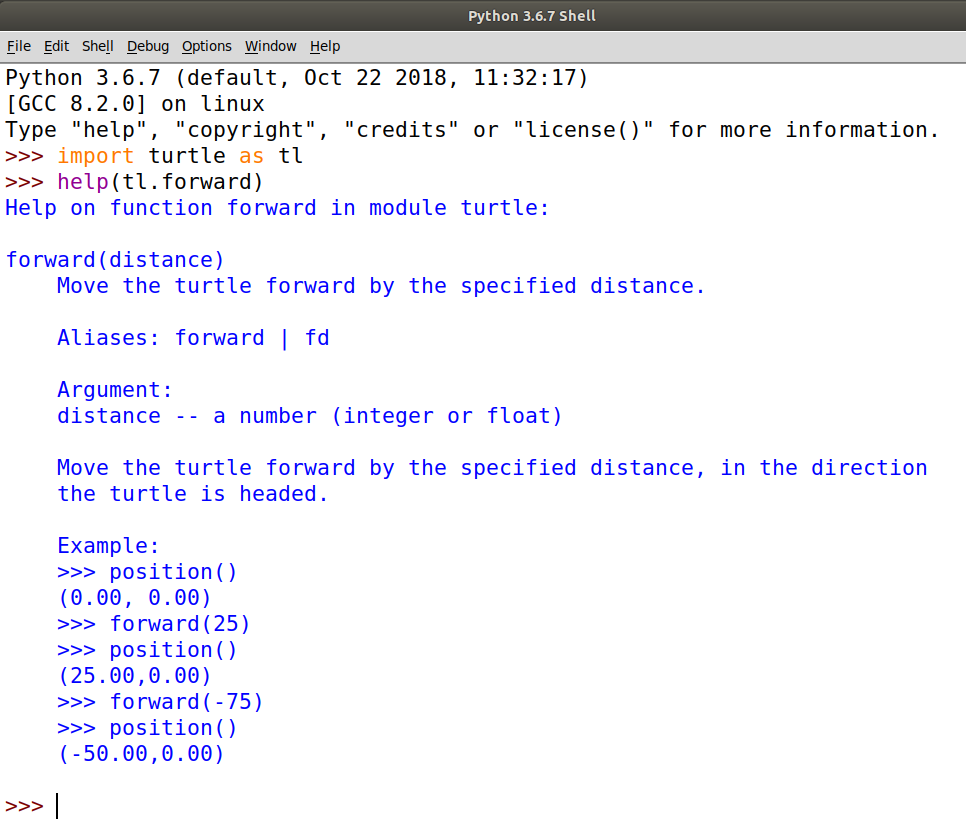 Python 3.6.7 Shell
File Edit Shell Debug Options Window Help
Python 3.6.7 (default, Oct 22 2018, 11:32:17)
[GCC 8.2.0] on linux
Type "help", "copyright", "credits" or "license()" for more information.
>>> import turtle as tl
>>> help(tl.forward)
Help on function forward in module turtle:

forward(distance)
    Move the turtle forward by the specified distance.

    Aliases: forward | fd

    Argument:
    distance -- a number (integer or float)

    Move the turtle forward by the specified distance, in the direction
    the turtle is headed.

    Example:
    >>> position()
    (0.00, 0.00)
    >>> forward(25)
    >>> position()
    (25.00,0.00)
    >>> forward(-75)
    >>> position()
    (-50.00,0.00)

>>>